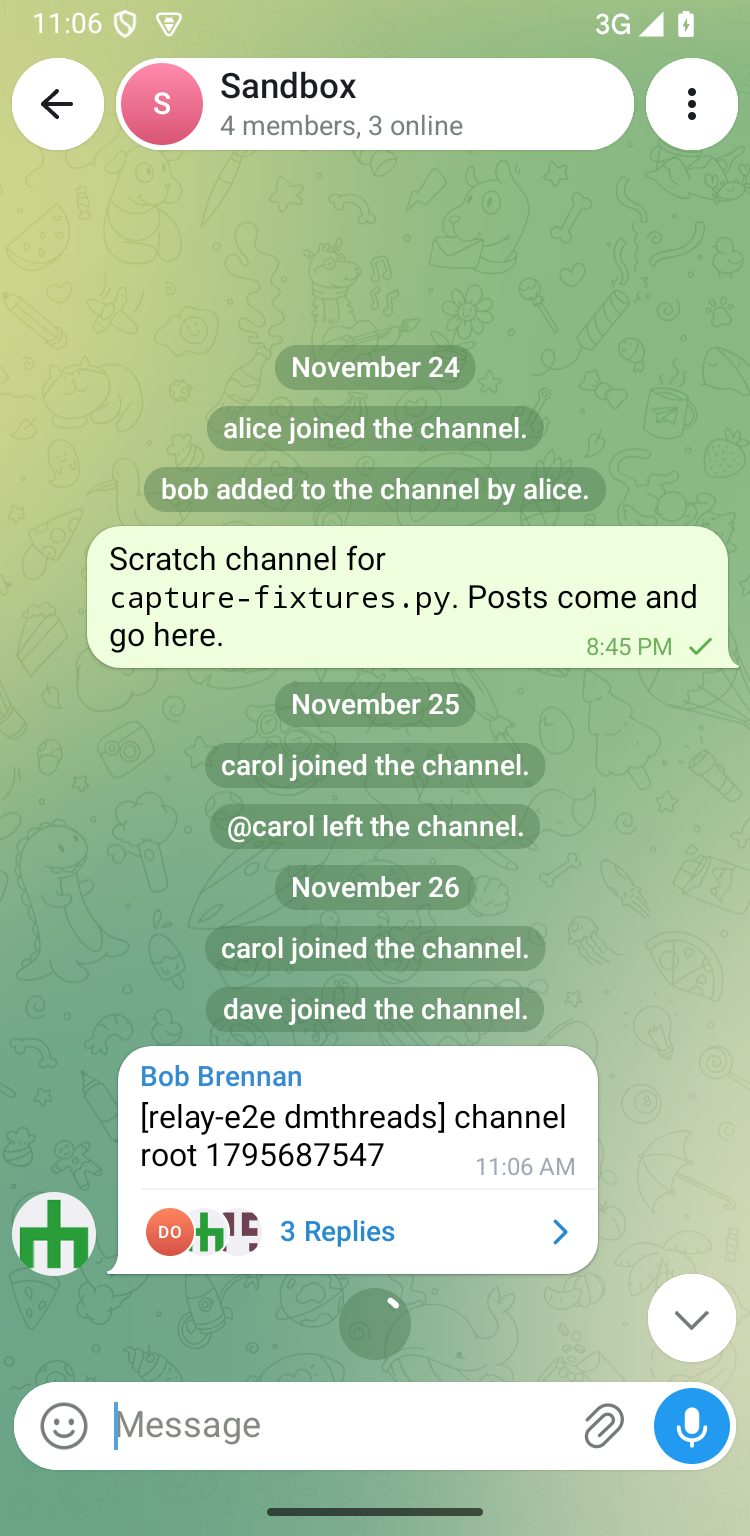 11:06
3G
S
Sandbox
4 members, 3 online
November 24
alice joined the channel.
bob added to the channel by alice.
Scratch channel for
capture-fixtures.py. Posts come and
go here.
8:45 PM
November 25
carol joined the channel.
@carol left the channel.
November 26
carol joined the channel.
dave joined the channel.
Bob Brennan
[relay-e2e dmthreads] channel
root 1795687547
11:06 AM
DO
3 Replies
Message